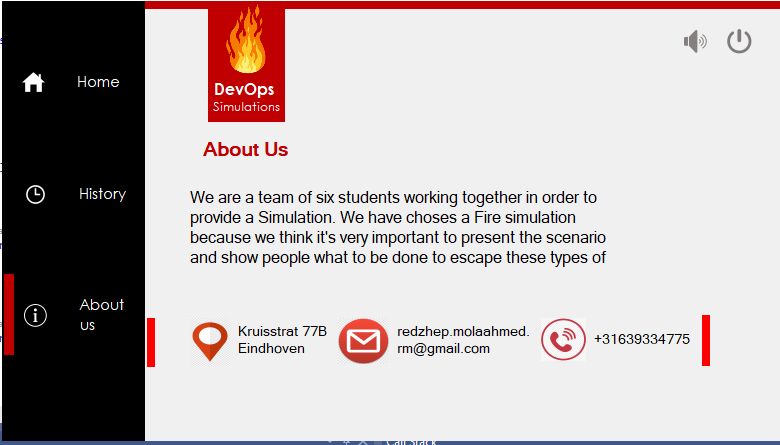 DevOps
Simulations
Home
History
About
us
About Us
We are a team of six students working together in order to
provide a Simulation. We have choses a Fire simulation
because we think it's very important to present the scenario
and show people what to be done to escape these types of
Kruisstrat 77B
Eindhoven
redzhep.molaahmed.
rm@gmail.com
+31639334775
Call Stack